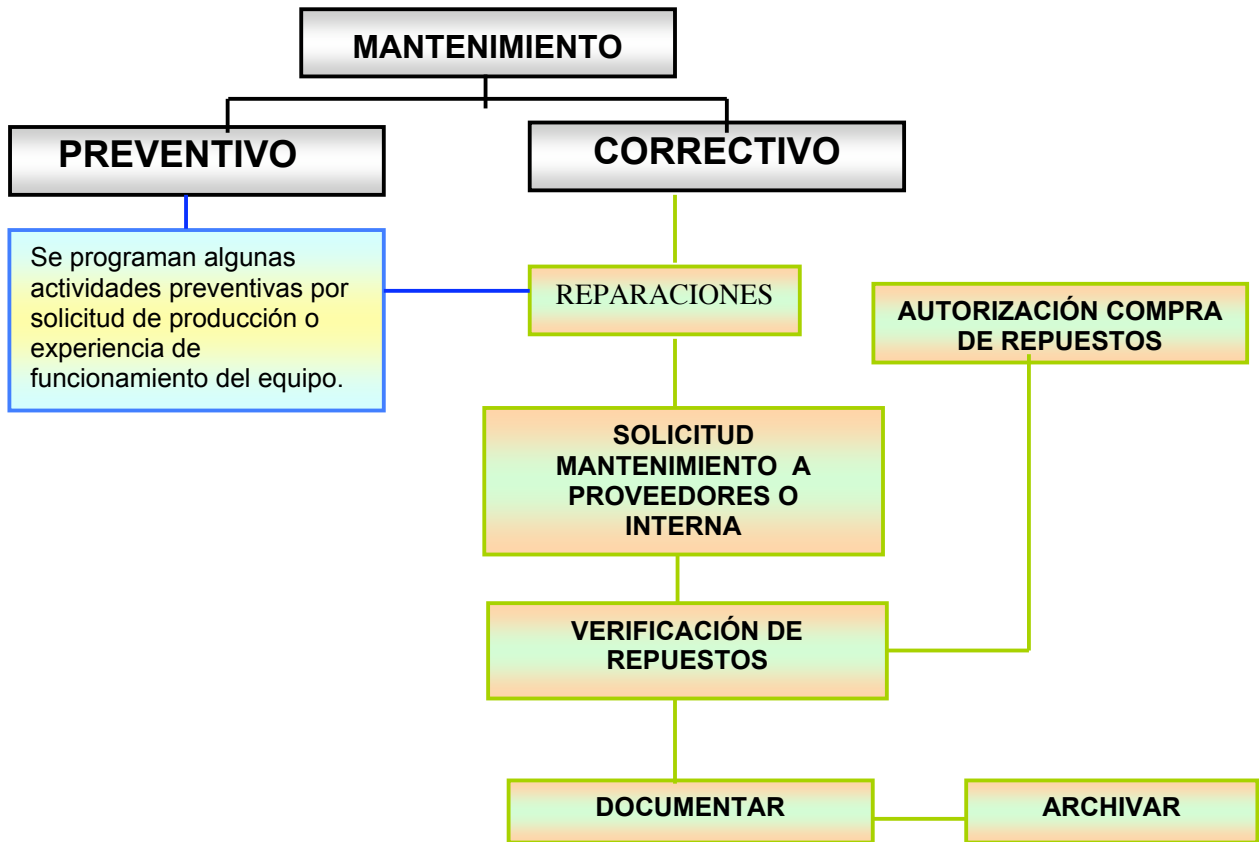 MANTENIMIENTO
PREVENTIVO
CORRECTIVO
Se programan algunas
actividades preventivas por
solicitud de producción o
experiencia de
funcionamiento del equipo.
REPARACIONES
AUTORIZACIÓN COMPRA
DE REPUESTOS
SOLICITUD
MANTENIMIENTO A
PROVEEDORES O
INTERNA
VERIFICACIÓN DE
REPUESTOS
DOCUMENTAR
ARCHIVAR